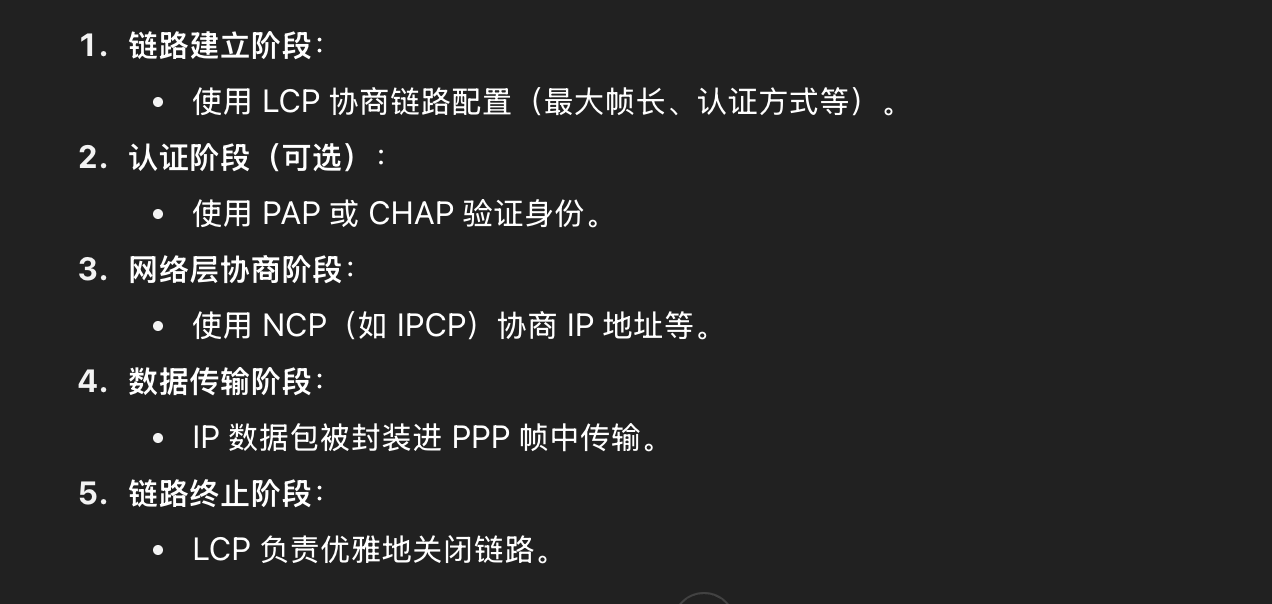 1. 链路建立阶段：
• 使用 LCP 协商链路配置（最大帧长、认证方式等）。
2. 认证阶段（可选）：
• 使用 PAP 或 CHAP 验证身份。
3. 网络层协商阶段：
• 使用 NCP（如 IPCP）协商 IP 地址等。
4. 数据传输阶段：
• IP 数据包被封装进 PPP 帧中传输。
5. 链路终止阶段：
• LCP 负责优雅地关闭链路。